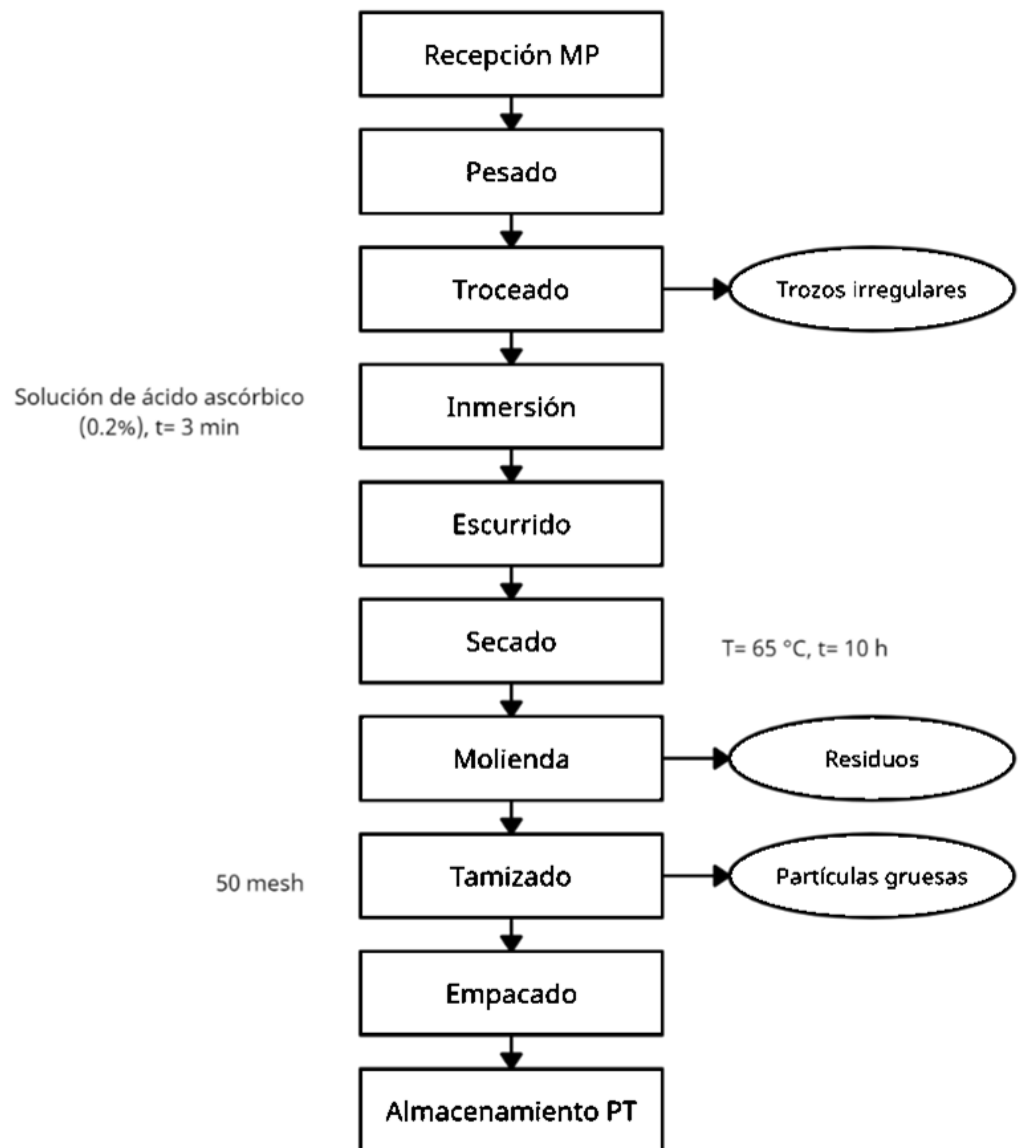 Recepción MP
Pesado
Troceado
Trozos irregulares
Solución de ácido ascórbico
(0.2%), t= 3 min
Inmersión
Escurrido
Secado
T= 65 °C, t= 10 h
Molienda
Residuos
50 mesh
Tamizado
Partículas gruesas
Empacado
Almacenamiento PT